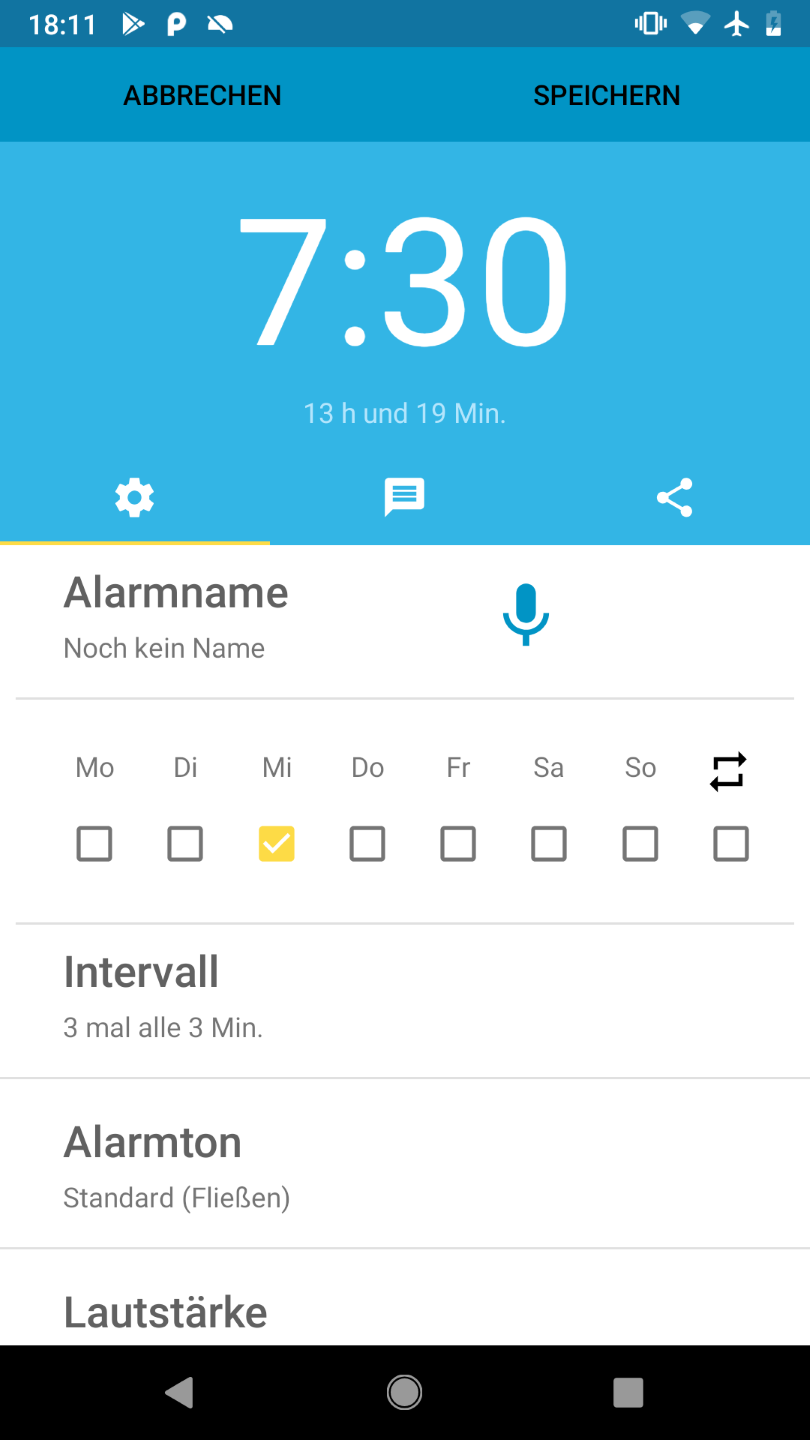 18:11
ABBRECHEN SPEICHERN
7:30
13 h und 19 Min.
Alarmname
Noch kein Name
Mo Di Mi Do Fr Sa So
Intervall
3 mal alle 3 Min.
Alarmton
Standard (Fließen)
Lautstärke